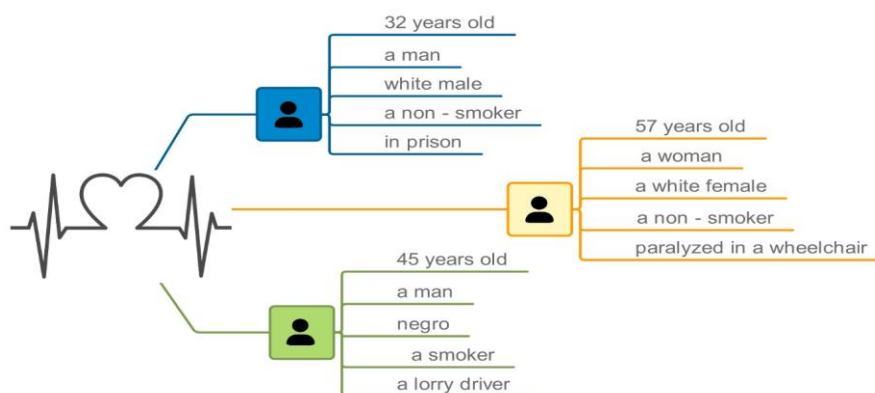 32 years old
a man
white male
a non - smoker
in prison
57 years old
a woman
a white female
a non - smoker
paralyzed in a wheelchair
45 years old
a man
negro
a smoker
a lorry driver